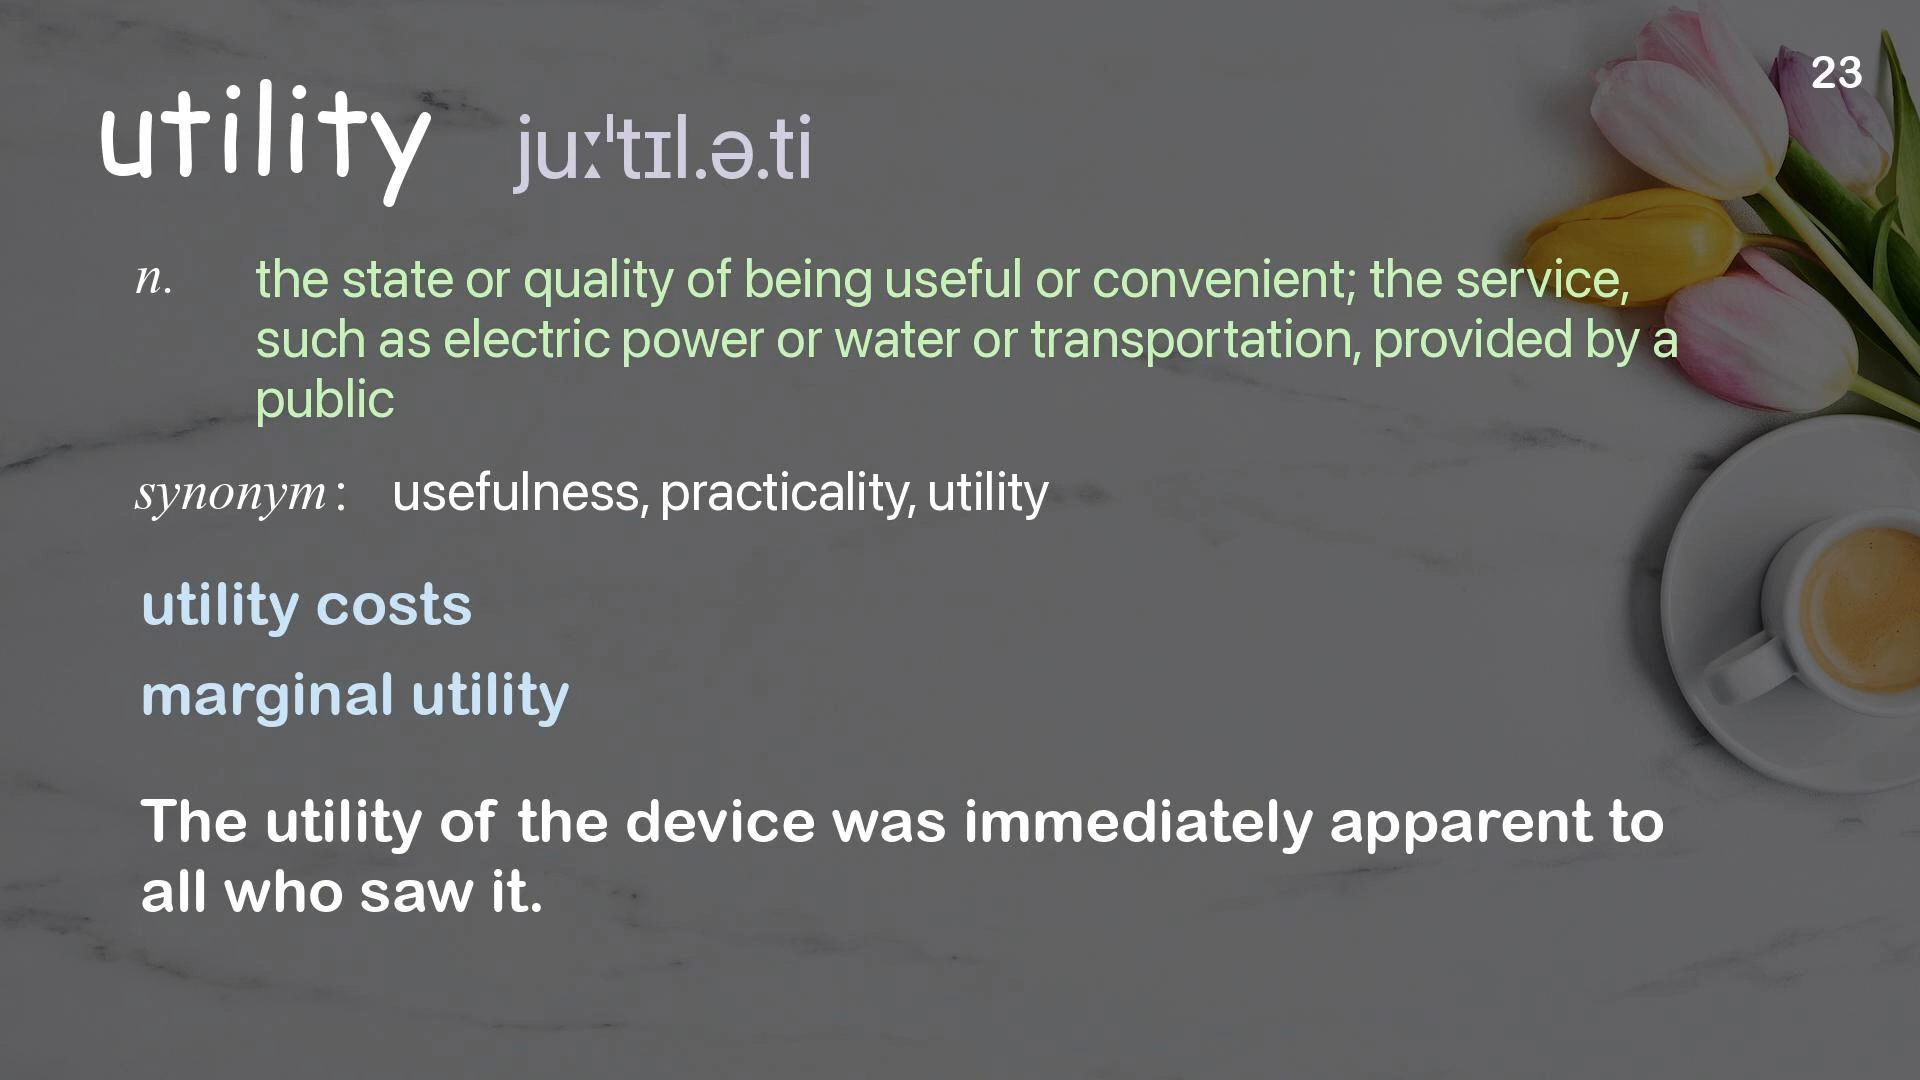 23
utility juːˈtɪl.ə.ti
n. the state or quality of being useful or convenient; the service,
such as electric power or water or transportation, provided by a
public
synonym: usefulness, practicality, utility
utility costs
marginal utility
The utility of the device was immediately apparent to
all who saw it.